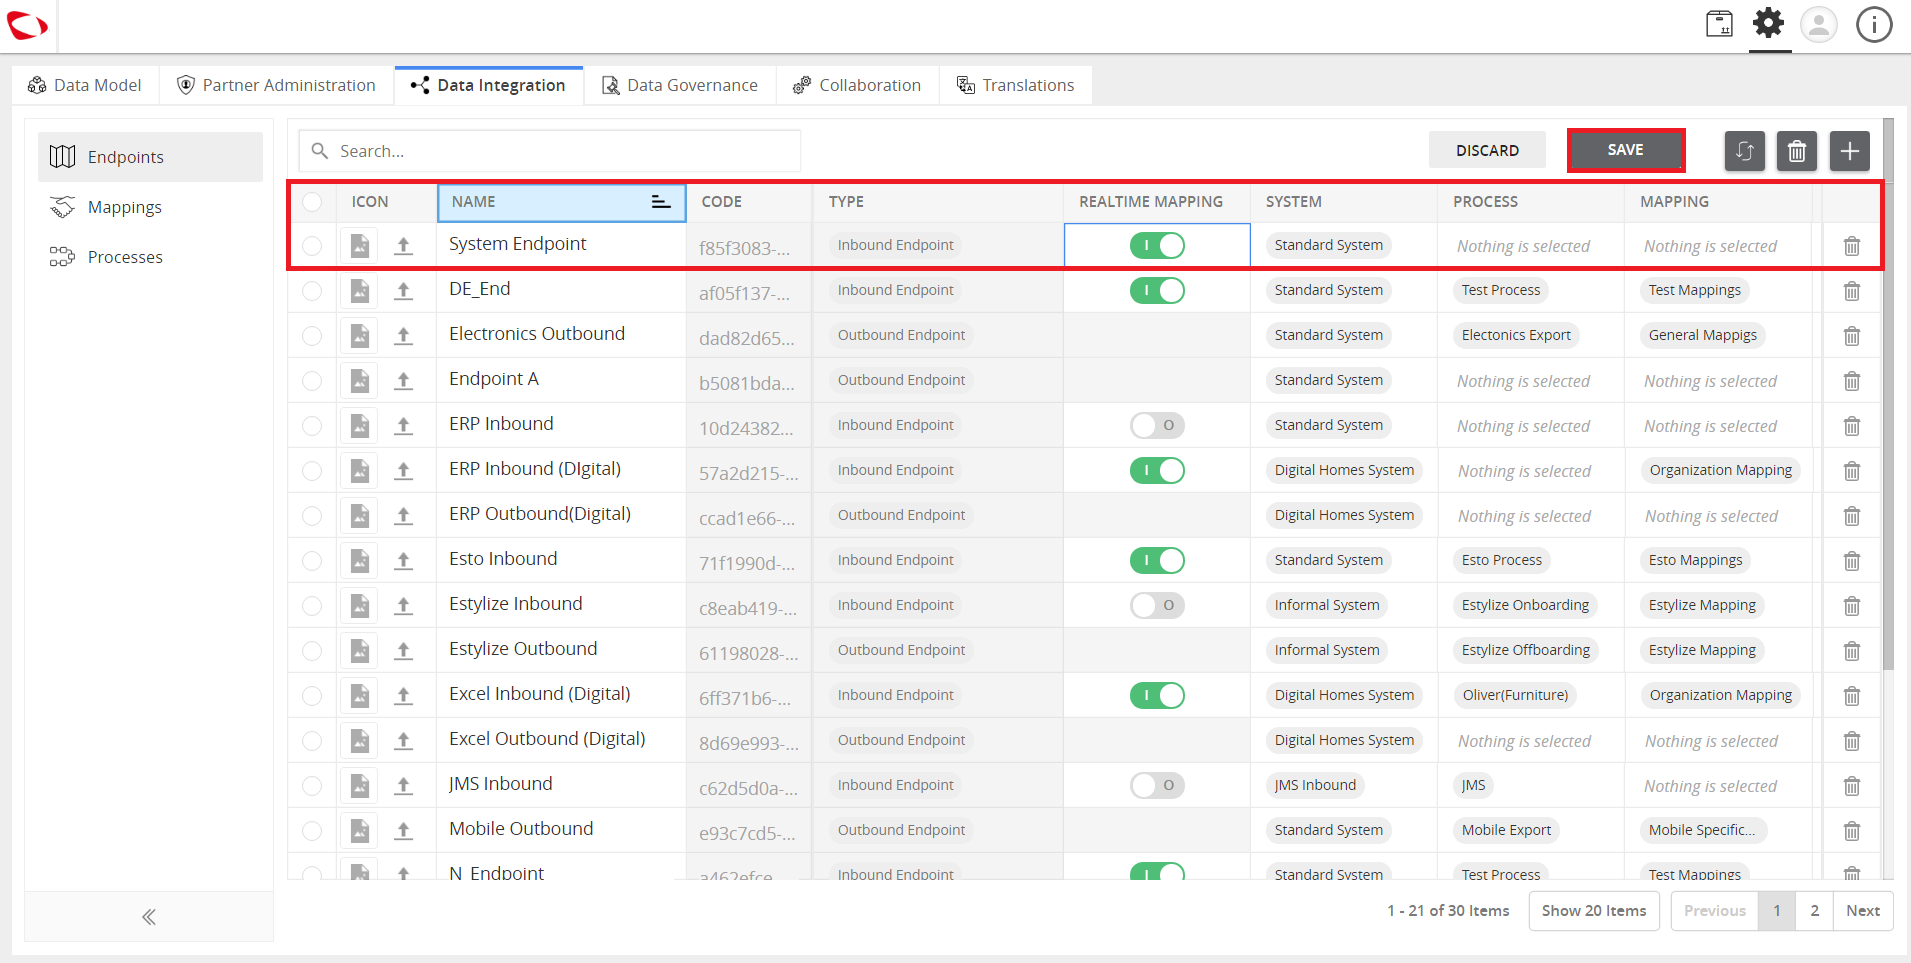 Data Model Partner Administration Data Integration Data Governance Collaboration Translations
Endpoints
Mappings
Processes
Search... DISCARD SAVE
ICON NAME CODE TYPE REALTIME MAPPING SYSTEM PROCESS MAPPING
System Endpoint f85f3083-... Inbound Endpoint I Standard System Nothing is selected Nothing is selected
DE_End af05f137-... Inbound Endpoint I Standard System Test Process Test Mappings
Electronics Outbound dad82d65... Outbound Endpoint Standard System Electonics Export General Mappigs
Endpoint A b5081bda... Outbound Endpoint Standard System Nothing is selected Nothing is selected
ERP Inbound 10d24382... Inbound Endpoint O Standard System Nothing is selected Nothing is selected
ERP Inbound (DIgital) 57a2d215-... Inbound Endpoint I Digital Homes System Nothing is selected Organization Mapping
ERP Outbound(Digital) ccad1e66-... Outbound Endpoint Digital Homes System Nothing is selected Nothing is selected
Esto Inbound 71f1990d-... Inbound Endpoint I Standard System Esto Process Esto Mappings
Estylize Inbound c8eab419-... Inbound Endpoint O Informal System Estylize Onboarding Estylize Mapping
Estylize Outbound 61198028-... Outbound Endpoint Informal System Estylize Offboarding Estylize Mapping
Excel Inbound (Digital) 6ff371b6-... Inbound Endpoint I Digital Homes System Oliver(Furniture) Organization Mapping
Excel Outbound (Digital) 8d69e993-... Outbound Endpoint Digital Homes System Nothing is selected Nothing is selected
JMS Inbound c62d5d0a-... Inbound Endpoint O JMS Inbound JMS Nothing is selected
Mobile Outbound e93c7cd5-... Outbound Endpoint Standard System Mobile Export Mobile Specific...
N_Endpoint a462efce Inbound Endpoint I Standard System Test Process Test Mappings
1 - 21 of 30 Items Show 20 Items Previous 1 2 Next